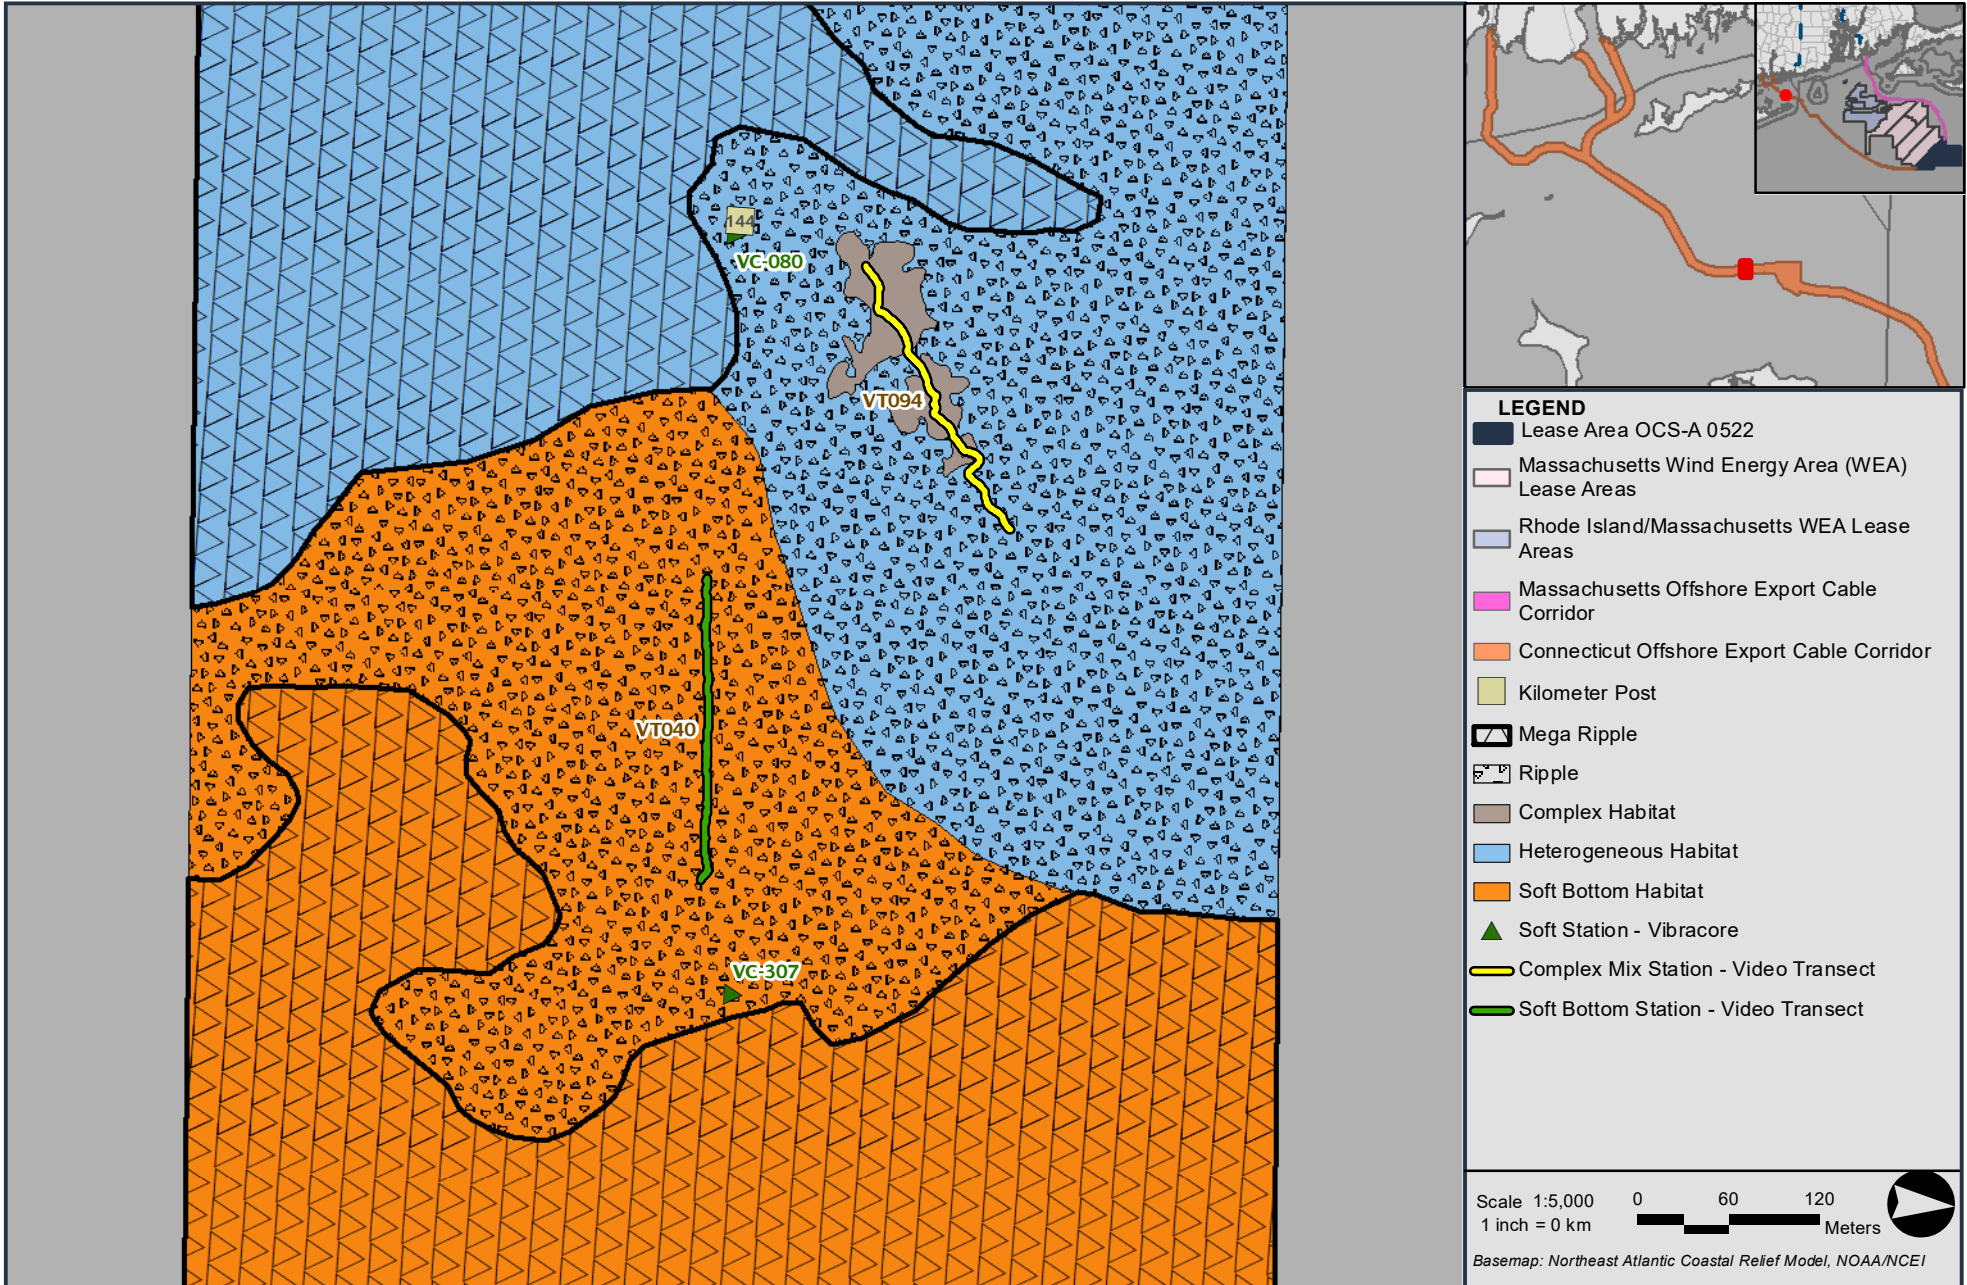 144
VC-080
VT094
VT040
VC-307
LEGEND
Lease Area OCS-A 0522
Massachusetts Wind Energy Area (WEA)
Lease Areas
Rhode Island/Massachusetts WEA Lease
Areas
Massachusetts Offshore Export Cable
Corridor
Connecticut Offshore Export Cable Corridor
Kilometer Post
Mega Ripple
Ripple
Complex Habitat
Heterogeneous Habitat
Soft Bottom Habitat
Soft Station - Vibracore
Complex Mix Station - Video Transect
Soft Bottom Station - Video Transect
Scale 1:5,000
1 inch = 0 km
0 60 120
Meters
Basemap: Northeast Atlantic Coastal Relief Model, NOAA/NCEI